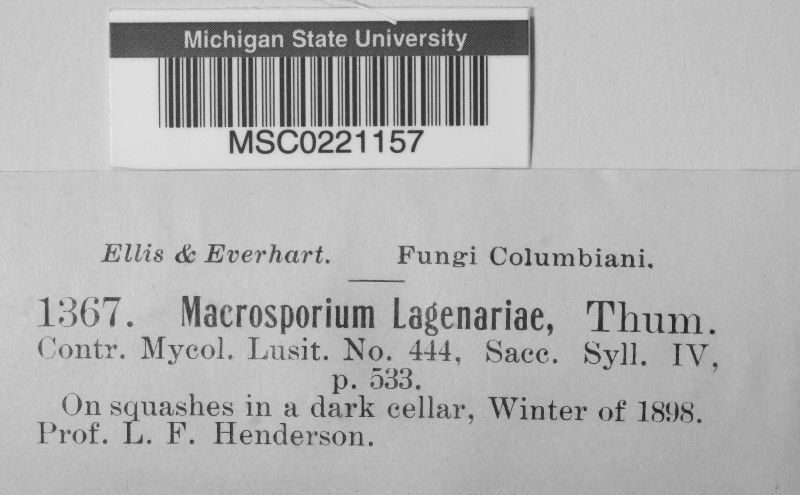 Michigan State University
MSC0221157
Ellis & Everhart. Fungi Columbiani.
1367. Macrosporium Lagenariae, Thum.
Contr. Mycol. Lusit. No. 444, Sacc. Syll. IV,
p. 533.
On squashes in a dark cellar, Winter of 1898.
Prof. L. F. Henderson.